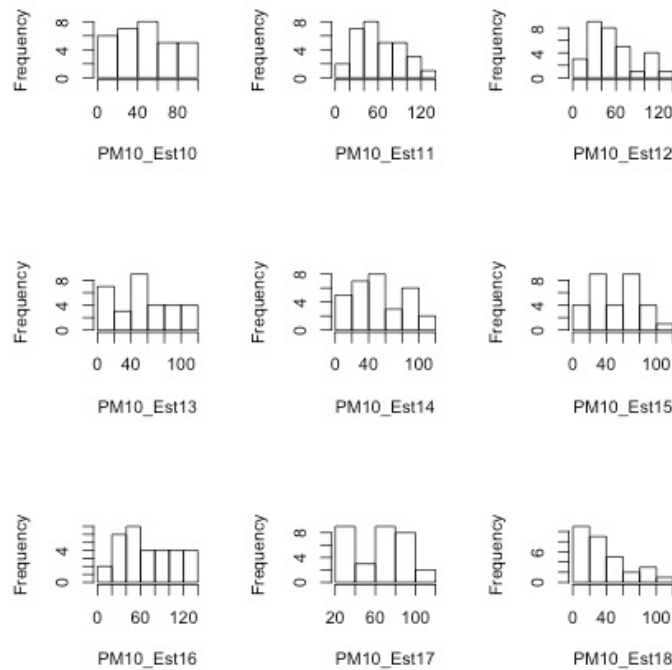 Frequency
0 4 8
0 40 80
PM10_Est10
Frequency
0 4 8
0 60 120
PM10_Est11
Frequency
0 4 8
0 60 120
PM10_Est12
Frequency
0 4 8
0 40 100
PM10_Est13
Frequency
0 4 8
0 40 100
PM10_Est14
Frequency
0 4 8
0 40 100
PM10_Est15
Frequency
0 4
0 60 120
PM10_Est16
Frequency
0 4 8
20 60 100
PM10_Est17
Frequency
0 6
0 40 100
PM10_Est18